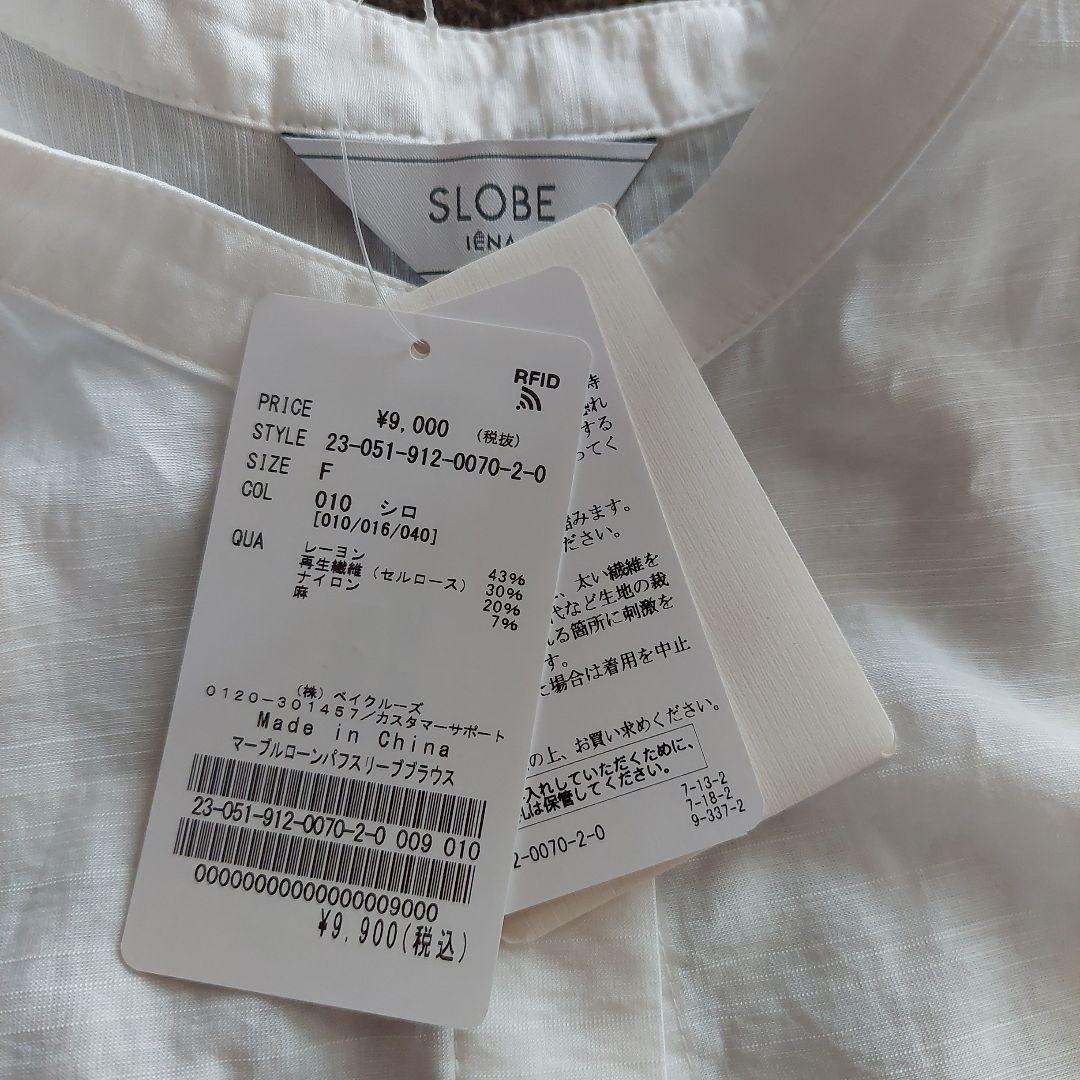 SLOBE
IÉNA
RFID
PRICE ¥9,000 (税抜)
STYLE 23-051-912-0070-2-0
SIZE F
COL 010 シロ
[010/016/040]
QUA レーヨン 43%
再生繊維(セルロース) 30%
ナイロン 20%
麻 7%
(株)ベイクルーズ
0120-301457/カスタマーサポート
Made in China
マーブルローンパフスリーブブラウス
23-051-912-0070-2-0 009 010
0000000000000000009000
¥9,900(税込)
する
ってく
みます。
ださい。
、太い繊維を
代など生地の裁
れる箇所に刺激を
す。
に場合は着用を中止
の上、お買い求めください。
入れしていただくために、
は保管してください。
7-13-2
7-18-2
9-337-2
2-0070-2-0